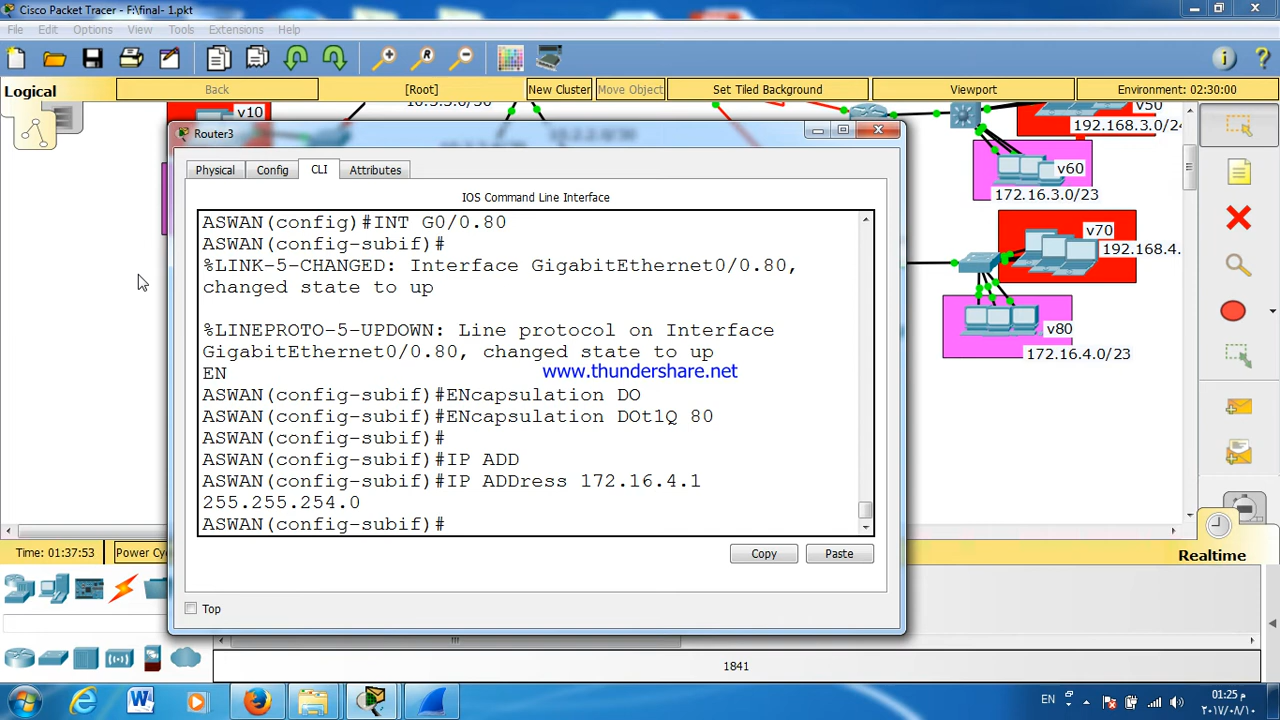 Cisco Packet Tracer - F:\final- 1.pkt
File Edit Options View Tools Extensions Help
Logical Back [Root] New Cluster Move Object Set Tiled Background Viewport Environment: 02:30:00
v10
v50
192.168.3.0/24
v60
172.16.3.0/23
v70
192.168.4.
v80
172.16.4.0/23
Router3
Physical Config CLI Attributes
IOS Command Line Interface
ASWAN(config)#INT G0/0.80
ASWAN(config-subif)#
%LINK-5-CHANGED: Interface GigabitEthernet0/0.80,
changed state to up
%LINEPROTO-5-UPDOWN: Line protocol on Interface
GigabitEthernet0/0.80, changed state to up
EN
www.thundershare.net
ASWAN(config-subif)#ENcapsulation DO
ASWAN(config-subif)#ENcapsulation DOt1Q 80
ASWAN(config-subif)#
ASWAN(config-subif)#IP ADD
ASWAN(config-subif)#IP ADDress 172.16.4.1
255.255.254.0
ASWAN(config-subif)#
Copy Paste
Top
Time: 01:37:53 Power Cyc
Realtime
1841
EN
01:25 م
٢٠١٧/٠٨/١٠